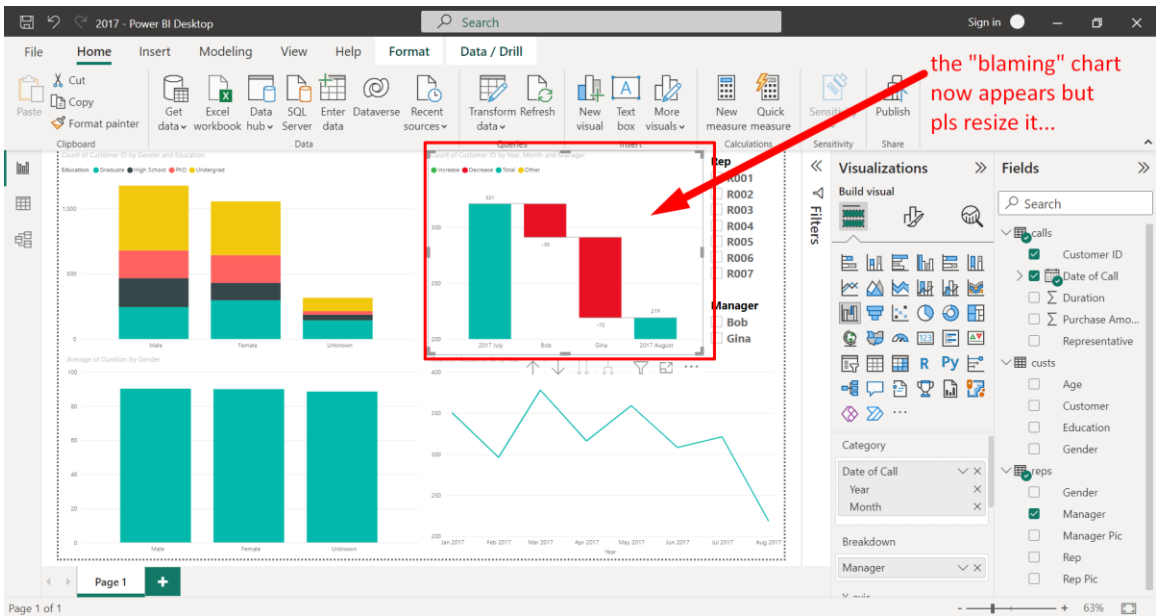 2017 - Power BI Desktop
Search
Sign in
File Home Insert Modeling View Help Format Data / Drill
Paste
Cut
Copy
Format painter
Clipboard
Get data
Excel workbook
Data hub
SQL Server
Enter data
Dataverse
Recent sources
Data
Transform data
Refresh
Queries
New visual
Text box
More visuals
Insert
New measure
Quick measure
Calculations
Sensitivity
Sensitivity
Publish
Share
the "blaming" chart
now appears but
pls resize it...
Count of Customer ID by Gender and Education
Education Graduate High School PhD Undergrad
1,000
500
0
Male Female Unknown
Count of Customer ID by Year, Month and Manager
Increase Decrease Total Other
300
250
200
321
-30
-72
219
2017 July Bob Gina 2017 August
Rep
R001
R002
R003
R004
R005
R006
R007
Manager
Bob
Gina
Average of Duration by Gender
100
80
60
40
20
0
Male Female Unknown
400
350
300
250
200
Jan 2017 Feb 2017 Mar 2017 Apr 2017 May 2017 Jun 2017 Jul 2017 Aug 2017
Year
Filters
Visualizations
Build visual
123
R Py
Category
Date of Call
Year
Month
Breakdown
Manager
Fields
Search
calls
Customer ID
Date of Call
Duration
Purchase Amo...
Representative
custs
Age
Customer
Education
Gender
reps
Gender
Manager
Manager Pic
Rep
Rep Pic
Page 1
Page 1 of 1
63%